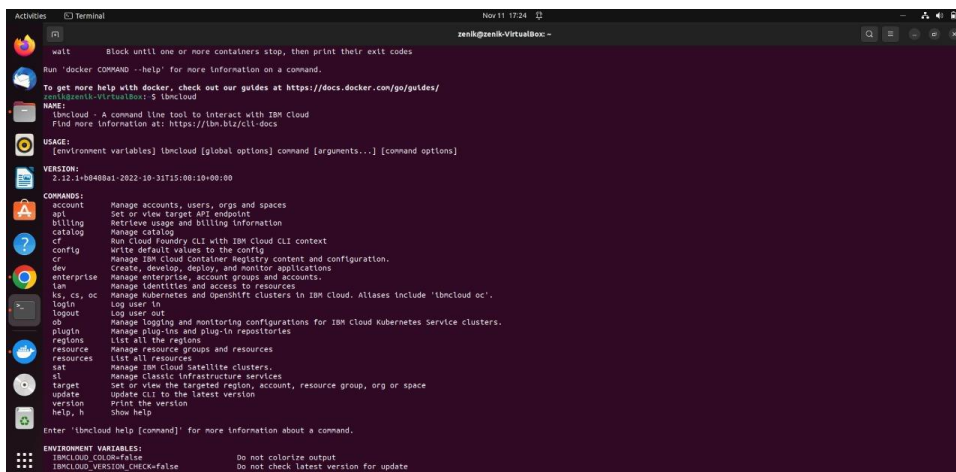 Activities Terminal Nov 11 17:24
zenik@zenik-VirtualBox: ~
wait Block until one or more containers stop, then print their exit codes
Run 'docker COMMAND --help' for more information on a command.
To get more help with docker, check out our guides at https://docs.docker.com/go/guides/
zenik@zenik-VirtualBox:~$ ibmcloud
NAME:
ibmcloud - A command line tool to interact with IBM Cloud
Find more information at: https://ibm.biz/cli-docs
USAGE:
[environment variables] ibmcloud [global options] command [arguments...] [command options]
VERSION:
2.12.1+b8488a1-2022-10-31T15:08:10+00:00
COMMANDS:
account Manage accounts, users, orgs and spaces
api Set or view target API endpoint
billing Retrieve usage and billing information
catalog Manage catalog
cf Run Cloud Foundry CLI with IBM Cloud CLI context
config Write default values to the config
cr Manage IBM Cloud Container Registry content and configuration.
dev Create, develop, deploy, and monitor applications
enterprise Manage enterprise, account groups and accounts.
iam Manage identities and access to resources
ks, cs, oc Manage Kubernetes and OpenShift clusters in IBM Cloud. Aliases include 'ibmcloud oc'.
login Log user in
logout Log user out
ob Manage logging and monitoring configurations for IBM Cloud Kubernetes Service clusters.
plugin Manage plug-ins and plug-in repositories
regions List all the regions
resource Manage resource groups and resources
resources List all resources
sat Manage IBM Cloud Satellite clusters.
sl Manage Classic infrastructure services
target Set or view the targeted region, account, resource group, org or space
update Update CLI to the latest version
version Print the version
help, h Show help
Enter 'ibmcloud help [command]' for more information about a command.
ENVIRONMENT VARIABLES:
IBMCLOUD_COLOR=false Do not colorize output
IBMCLOUD_VERSION_CHECK=false Do not check latest version for update